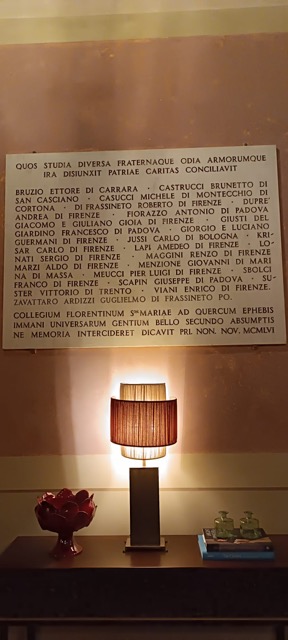 QUOS STUDIA DIVERSA FRATERNAQUE ODIA ARMORUMQUE
IRA DISIUNXIT PATRIAE CARITAS CONCILIAVIT
BRUZIO ETTORE DI CARRARA · CASTRUCCI BRUNETTO DI
SAN CASCIANO · CASUCCI MICHELE DI MONTECCHIO DI
CORTONA · DI FRASSINETO ROBERTO DI FIRENZE · DUPRE'
ANDREA DI FIRENZE · FIORAZZO ANTONIO DI PADOVA
GIACOMO E GIULIANO GIOIA DI FIRENZE · GIUSTI DEL
GIARDINO FRANCESCO DI PADOVA · GIORGIO E LUCIANO
GUERMANI DI FIRENZE · JUSSI CARLO DI BOLOGNA · KRI-
SAR CARLO DI FIRENZE · LAPI AMEDEO DI FIRENZE · LO-
NATI SERGIO DI FIRENZE · MAGGINI RENZO DI FIRENZE
MARZI ALDO DI FIRENZE · MENZIONE GIOVANNI DI MARI
NA DI MASSA · MEUCCI PIER LUIGI DI FIRENZE · SBOLCI
FRANCO DI FIRENZE · SCAPIN GIUSEPPE DI PADOVA · SU-
STER VITTORIO DI TRENTO · VIANI ENRICO DI FIRENZE.
ZAVATTARO ARDIZZI GUGLIELMO DI FRASSINETO PO.
COLLEGIUM FLORENTINUM Sᵃᵉ MARIAE AD QUERCUM EPHEBIS
IMMANI UNIVERSARUM GENTIUM BELLO SECUNDO ABSUMPTIS
NE MEMORIA INTERCIDERET DICAVIT PRI. NON. NOV. MCMLVI